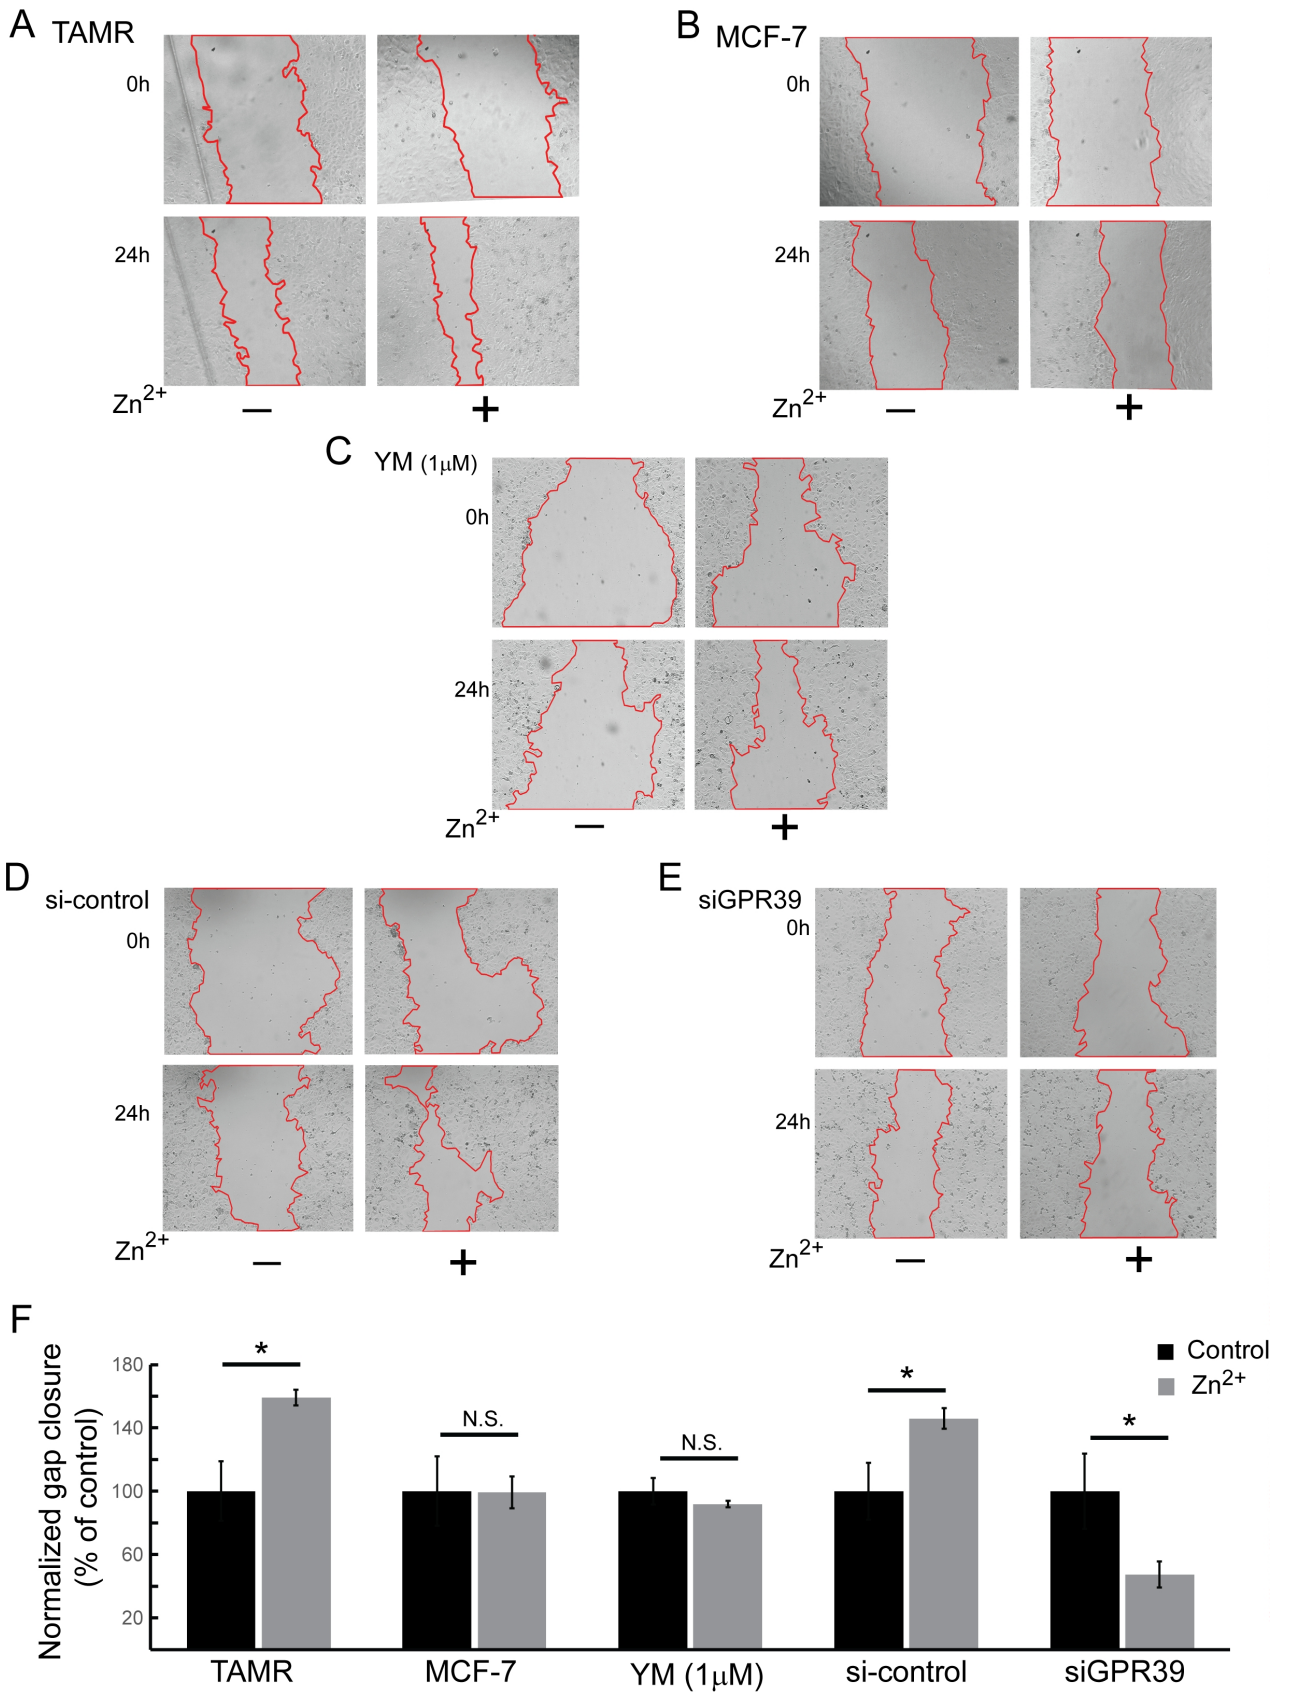 A TAMR
0h
24h
Zn2+ — +
B MCF-7
0h
24h
Zn2+ — +
C YM (1μM)
0h
24h
Zn2+ — +
D si-control
0h
24h
Zn2+ — +
E siGPR39
0h
24h
Zn2+ — +
F
Normalized gap closure
(% of control)
180
140
100
60
20
*
N.S.
N.S.
*
*
Control
Zn2+
TAMR MCF-7 YM (1μM) si-control siGPR39